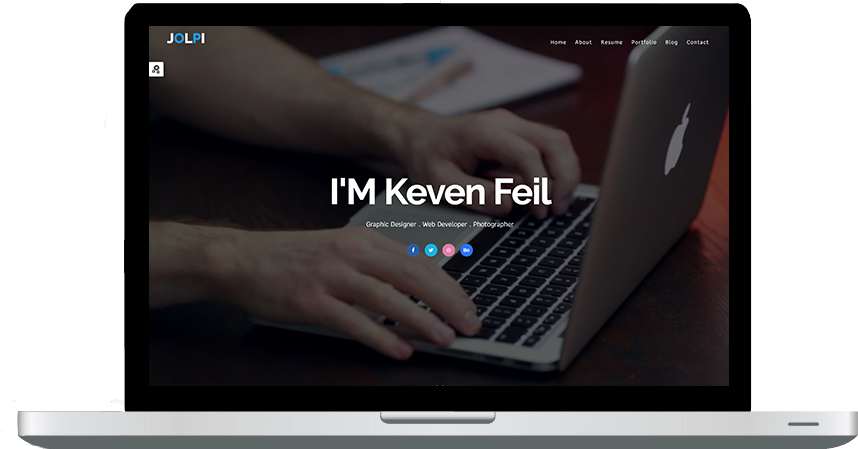 JOLPI
Home About Resume Portfolio Blog Contact
I'M Keven Feil
Graphic Designer . Web Developer . Photographer